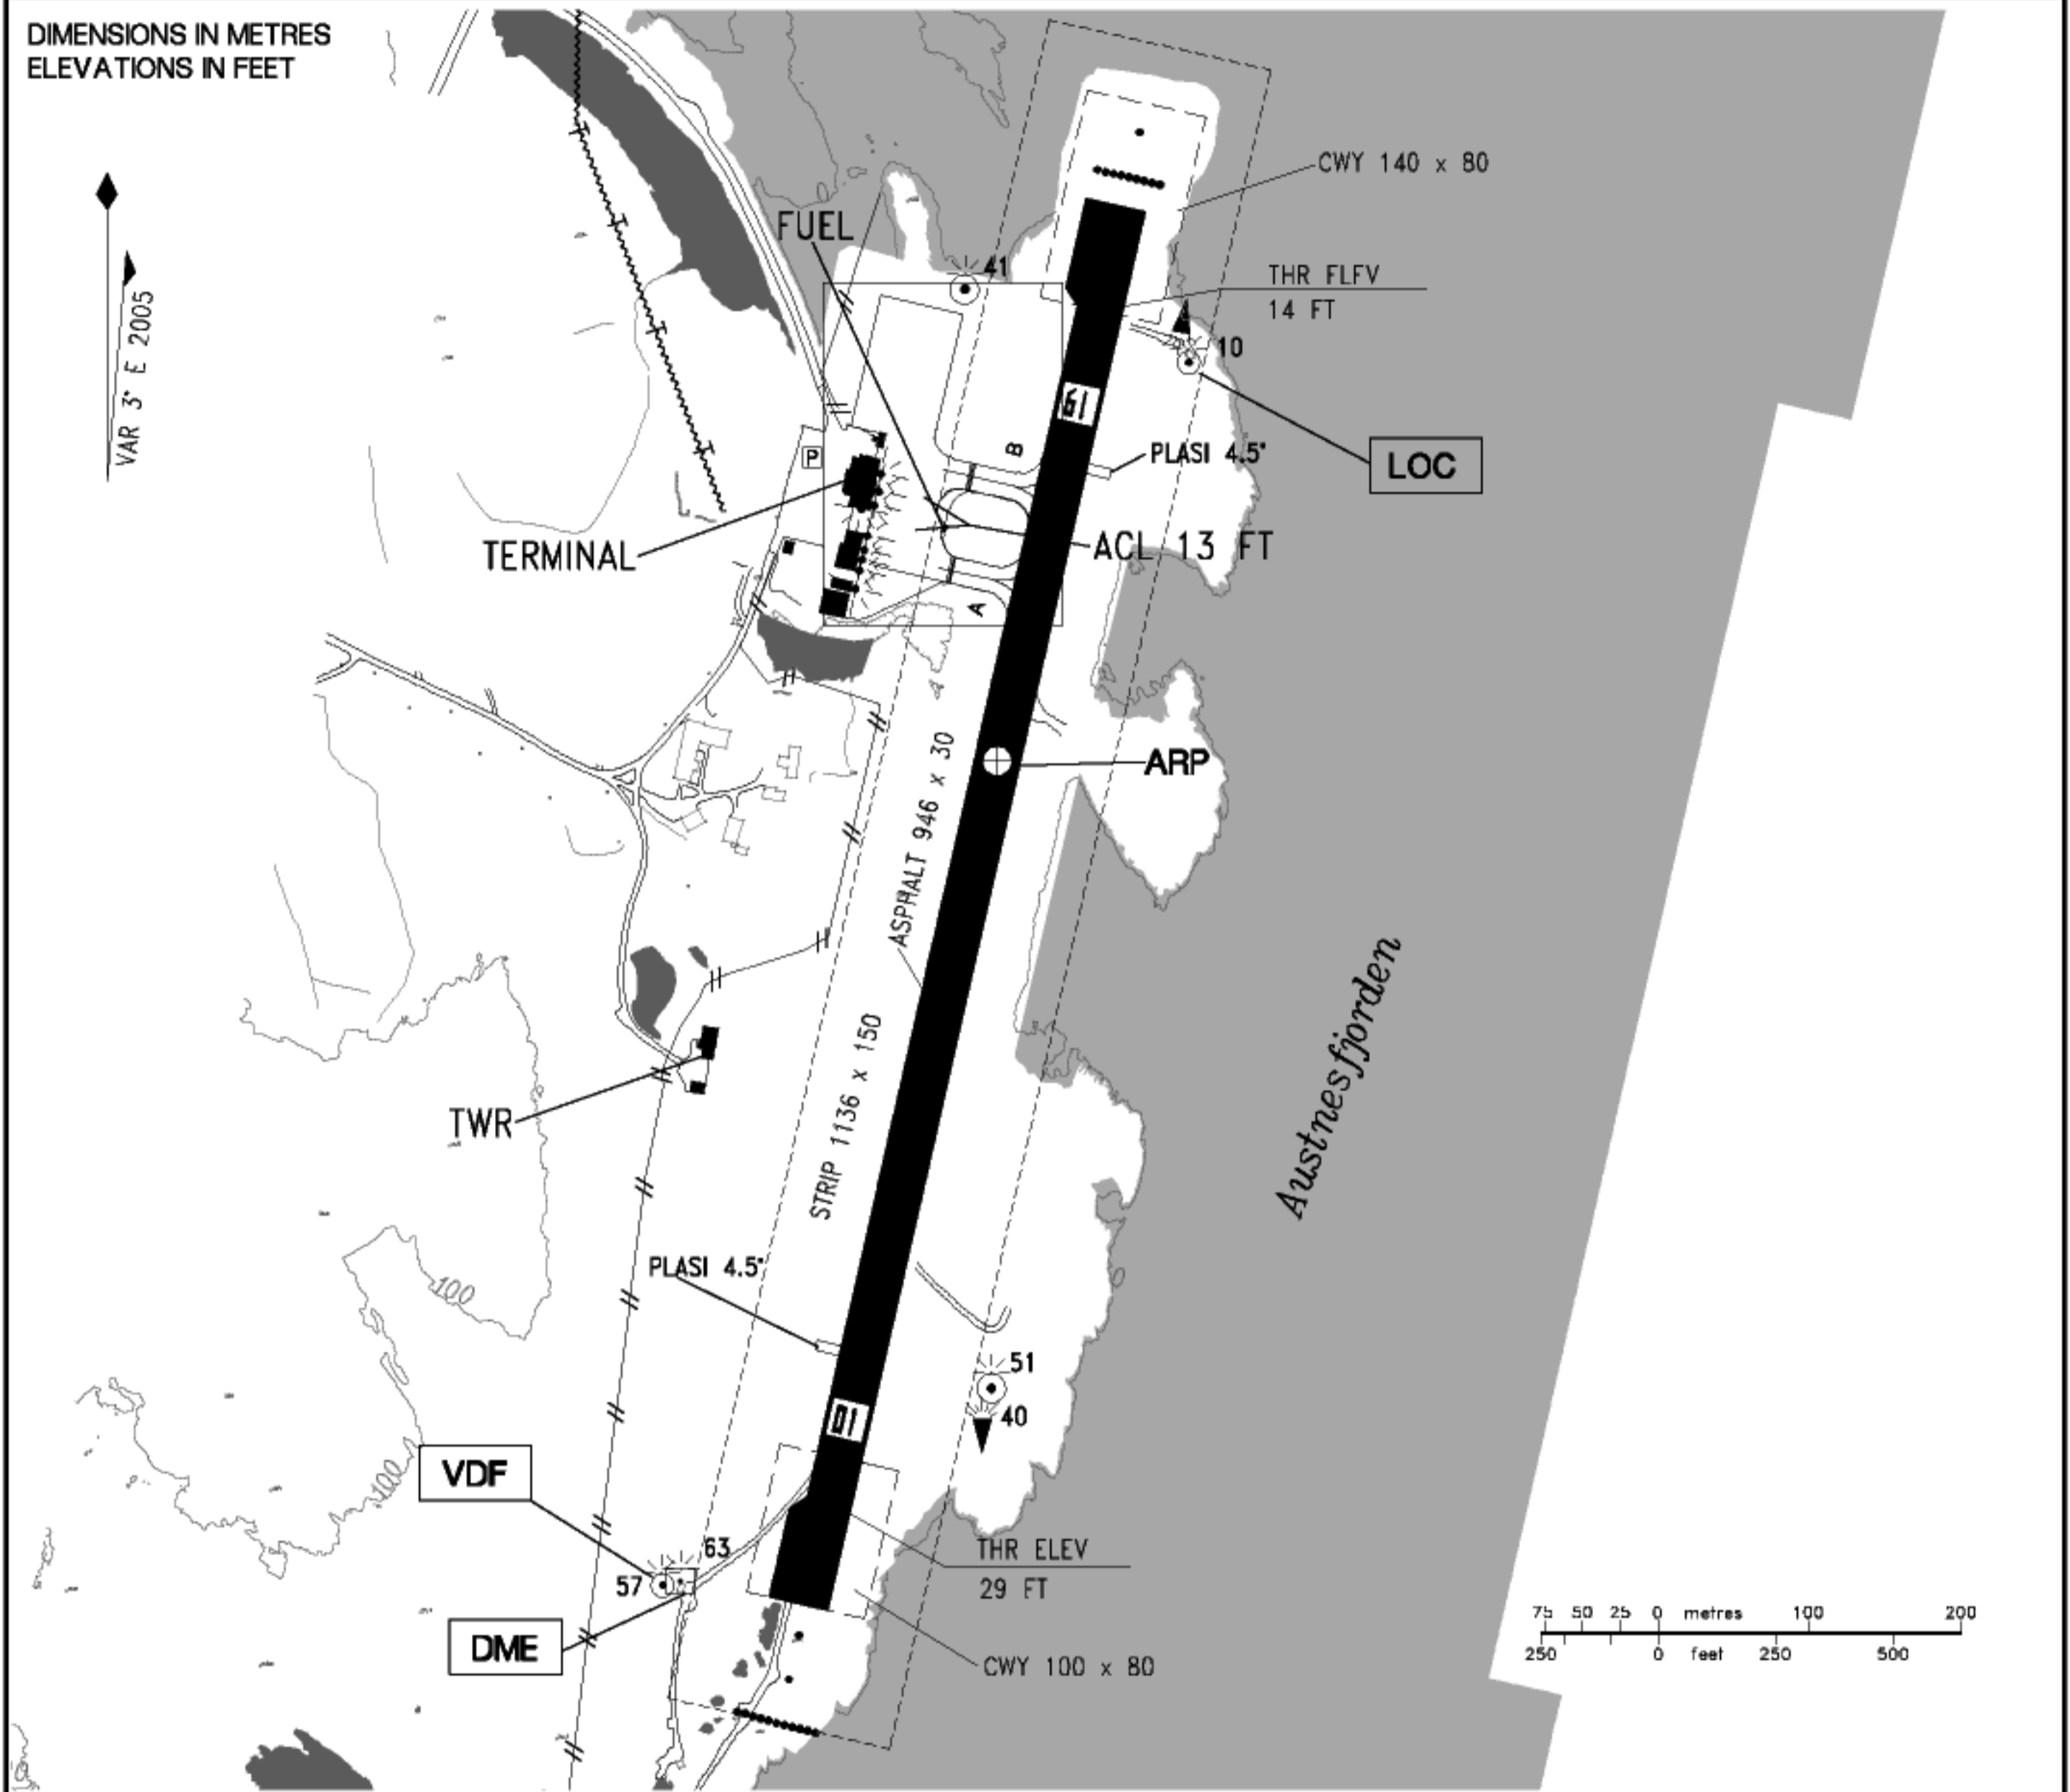 DIMENSIONS IN METRES
ELEVATIONS IN FEET
VAR 3° E 2005
CWY 140 x 80
FUEL
41
THR FLFV
14 FT
10
19
B
PLASI 4.5°
P
LOC
TERMINAL
ACL 13 FT
A
ARP
ASPHALT 946 x 30
STRIP 1136 x 150
Austnesfjorden
TWR
PLASI 4.5°
100
51
40
01
100
VDF
63
57
THR ELEV
29 FT
DME
CWY 100 x 80
75 50 25 0 metres 100 200
250 0 feet 250 500